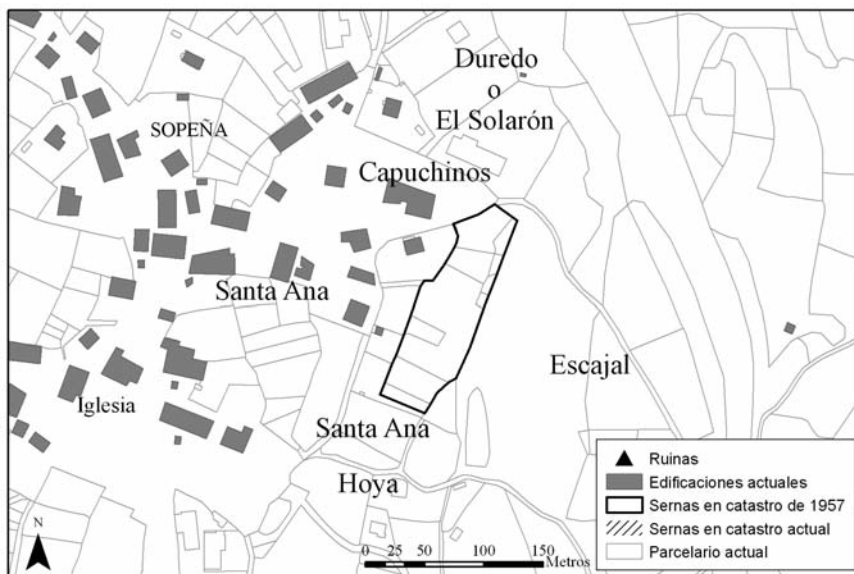 Duredo
o
El Solarón
SOPEÑA
Capuchinos
Santa Ana
Escajal
Iglesia
Santa Ana
Hoya
Ruinas
Edificaciones actuales
Sernas en catastro de 1957
Sernas en catastro actual
Parcelario actual
N
0 25 50 100 150
Metros